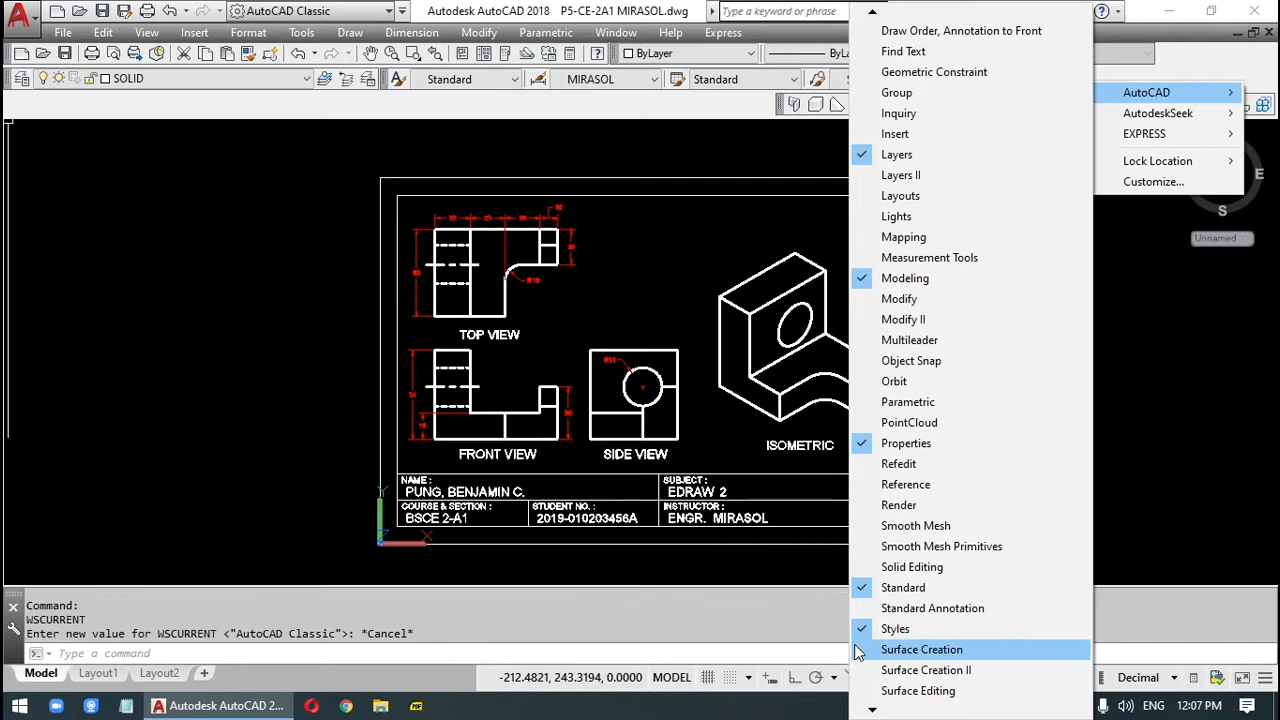 AutoCAD Classic
Autodesk AutoCAD 2018 P5-CE-2A1 MIRASOL.dwg
Type a keyword or phrase
File Edit View Insert Format Tools Draw Dimension Modify Parametric Window Help Express
ByLayer
ByLayer
SOLID
Standard
MIRASOL
Standard
Draw Order, Annotation to Front
Find Text
Geometric Constraint
Group
Inquiry
Insert
Layers
Layers II
Layouts
Lights
Mapping
Measurement Tools
Modeling
Modify
Modify II
Multileader
Object Snap
Orbit
Parametric
PointCloud
Properties
Refedit
Reference
Render
Smooth Mesh
Smooth Mesh Primitives
Solid Editing
Standard
Standard Annotation
Styles
Surface Creation
Surface Creation II
Surface Editing
AutoCAD
AutodeskSeek
EXPRESS
Lock Location
Customize...
E
S
Unnamed
TOP VIEW
FRONT VIEW
SIDE VIEW
ISOMETRIC
NAME :
PUNG, BENJAMIN C.
SUBJECT :
EDRAW 2
COURSE & SECTION :
BSCE 2-A1
STUDENT NO. :
2019-010203456A
INSTRUCTOR :
ENGR. MIRASOL
Y
X
Command:
WSCURRENT
Enter new value for WSCURRENT <"AutoCAD Classic">: *Cancel*
Type a command
Model Layout1 Layout2 +
-212.4821, 243.3194, 0.0000 MODEL
Decimal
Autodesk AutoCAD 2...
12:07 PM